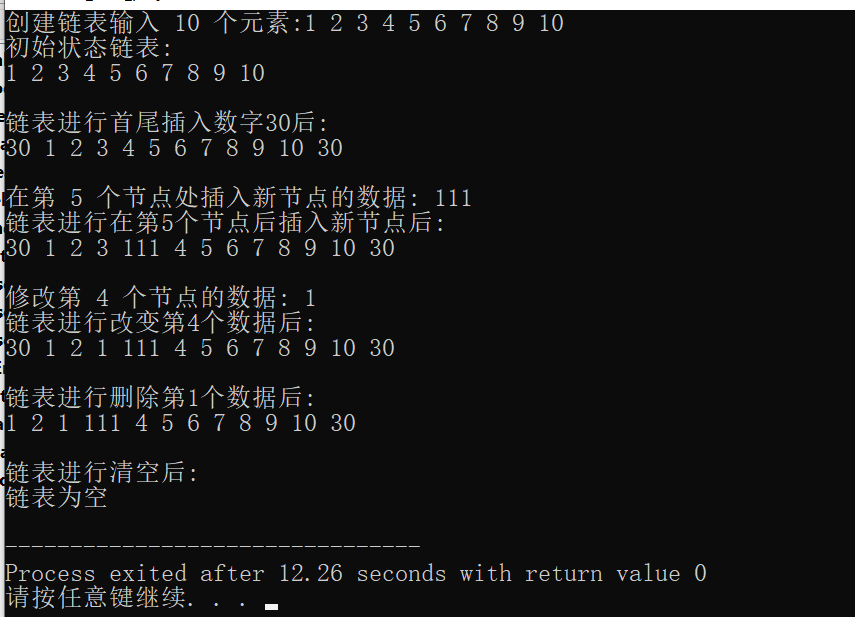 创建链表输入 10 个元素:1 2 3 4 5 6 7 8 9 10
初始状态链表:
1 2 3 4 5 6 7 8 9 10
链表进行首尾插入数字30后:
30 1 2 3 4 5 6 7 8 9 10 30
在第 5 个节点处插入新节点的数据: 111
链表进行在第5个节点后插入新节点后:
30 1 2 3 111 4 5 6 7 8 9 10 30
修改第 4 个节点的数据: 1
链表进行改变第4个数据后:
30 1 2 1 111 4 5 6 7 8 9 10 30
链表进行删除第1个数据后:
1 2 1 111 4 5 6 7 8 9 10 30
链表进行清空后:
链表为空
--------------------------------
Process exited after 12.26 seconds with return value 0
请按任意键继续. . .